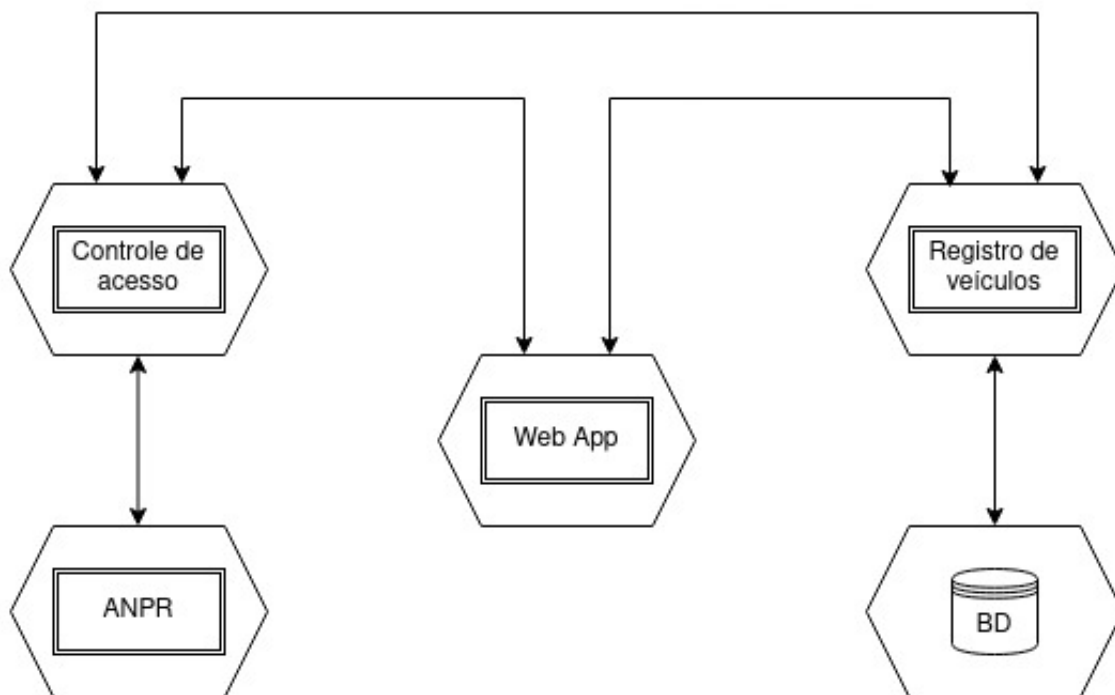 Controle de
acesso
Registro de
veículos
Web App
ANPR
BD